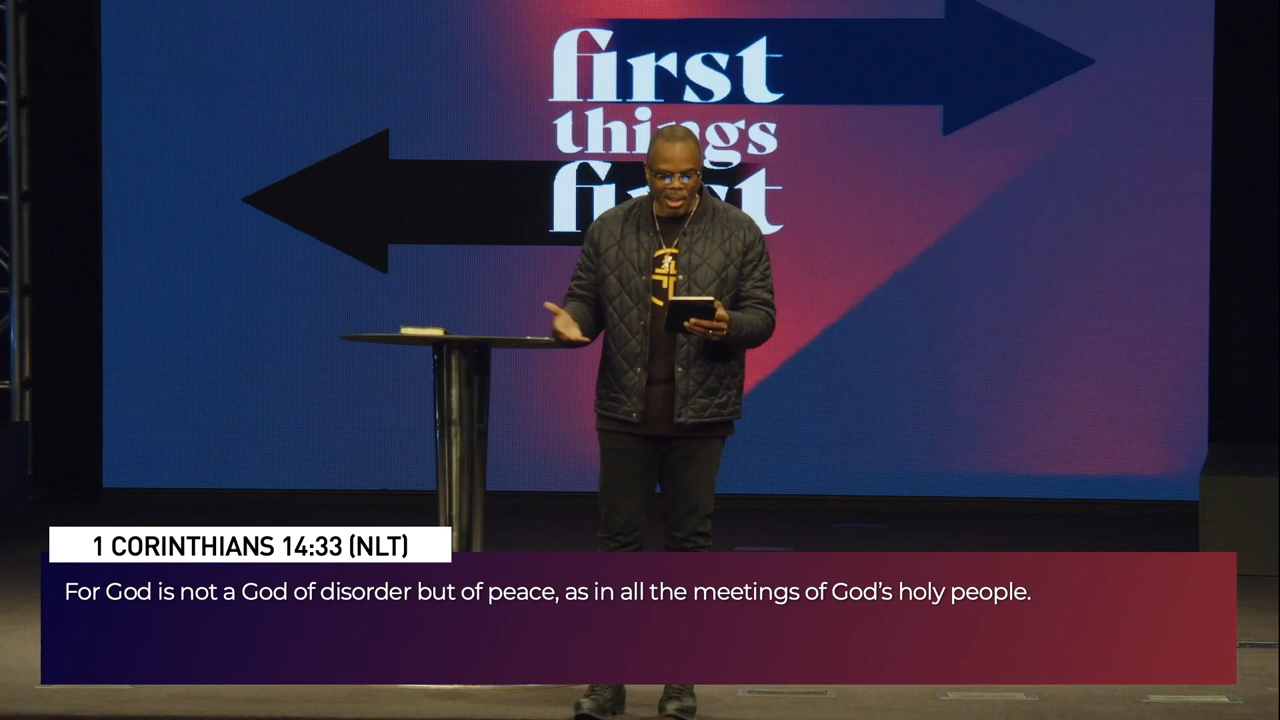 first
things
first
1 CORINTHIANS 14:33 (NLT)
For God is not a God of disorder but of peace, as in all the meetings of God’s holy people.